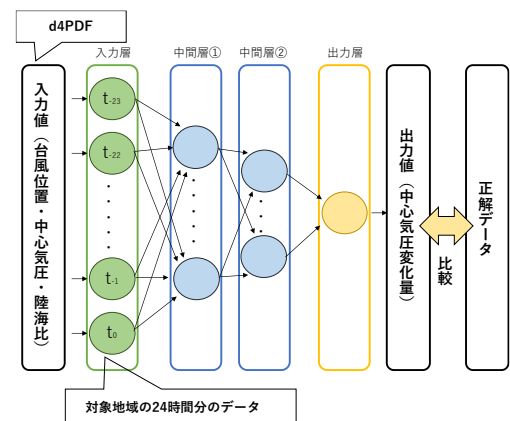 d4PDF
入力層
中間層①
中間層②
出力層
入力値（台風位置・中心気圧・陸海比）
t-23
t-22
t-1
t0
出力値（中心気圧変化量）
比較
正解データ
対象地域の24時間分のデータ